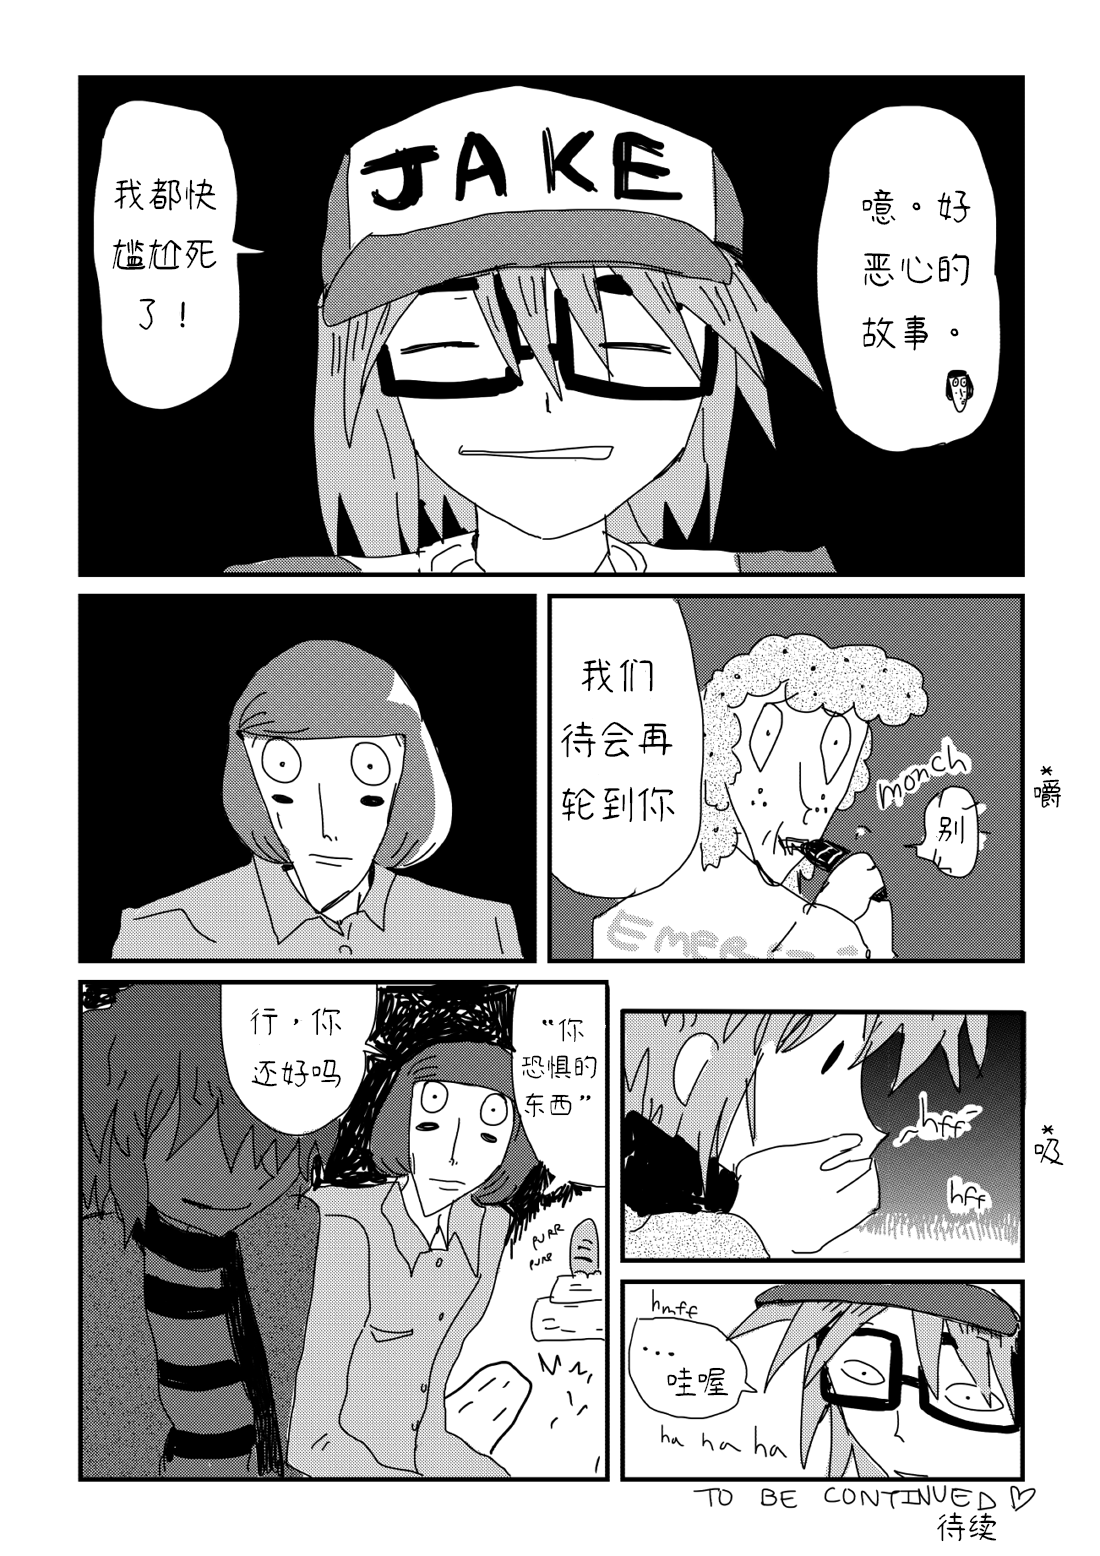 JAKE
我都快
尴尬死
了！
噫。好
恶心的
故事。
我们
待会再
轮到你
monch
别
*
嚼
EMER
行，你
还好吗
“你
恐惧的
东西”
PURR
PURR
hff
hff
*
吸
hmff
...
哇喔
ha ha ha
TO BE CONTINUED ♡
待续